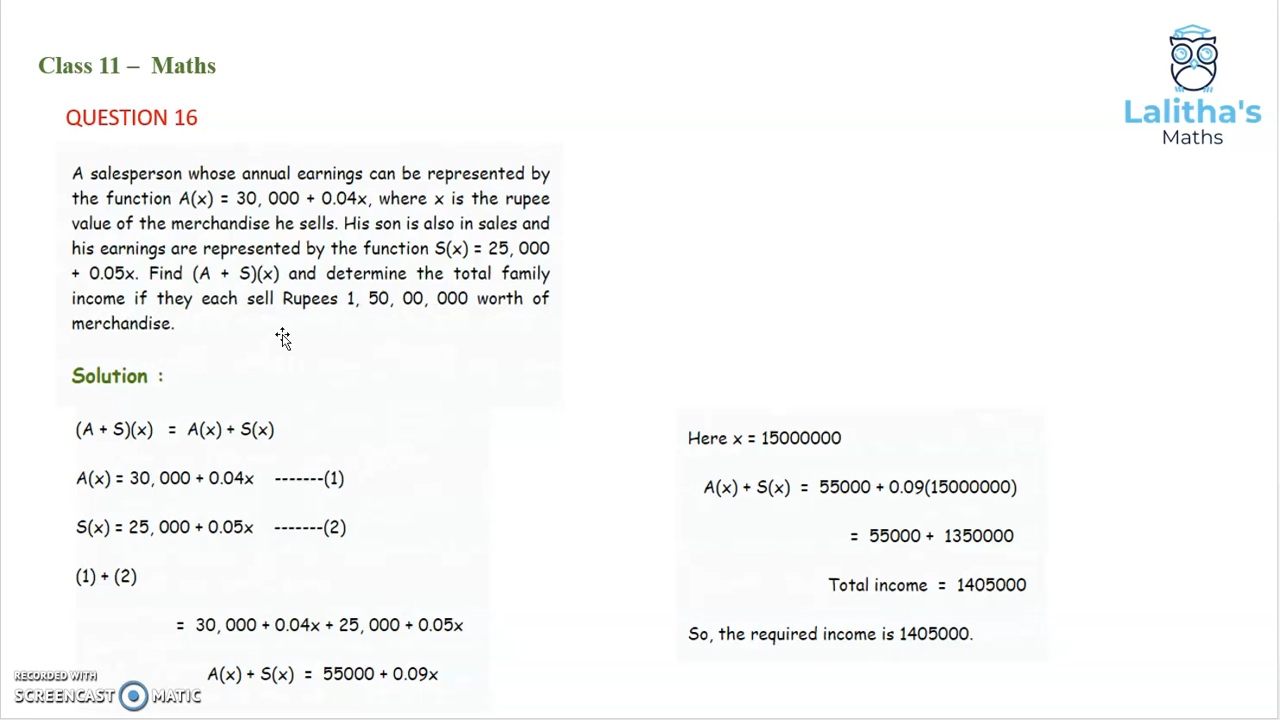 Class 11 – Maths
Lalitha's
Maths
QUESTION 16
A salesperson whose annual earnings can be represented by
the function A(x) = 30, 000 + 0.04x, where x is the rupee
value of the merchandise he sells. His son is also in sales and
his earnings are represented by the function S(x) = 25, 000
+ 0.05x. Find (A + S)(x) and determine the total family
income if they each sell Rupees 1, 50, 00, 000 worth of
merchandise.
Solution :
(A + S)(x) = A(x) + S(x)
A(x) = 30, 000 + 0.04x -------(1)
S(x) = 25, 000 + 0.05x -------(2)
(1) + (2)
= 30, 000 + 0.04x + 25, 000 + 0.05x
A(x) + S(x) = 55000 + 0.09x
Here x = 15000000
A(x) + S(x) = 55000 + 0.09(15000000)
= 55000 + 1350000
Total income = 1405000
So, the required income is 1405000.
RECORDED WITH
SCREENCAST MATIC